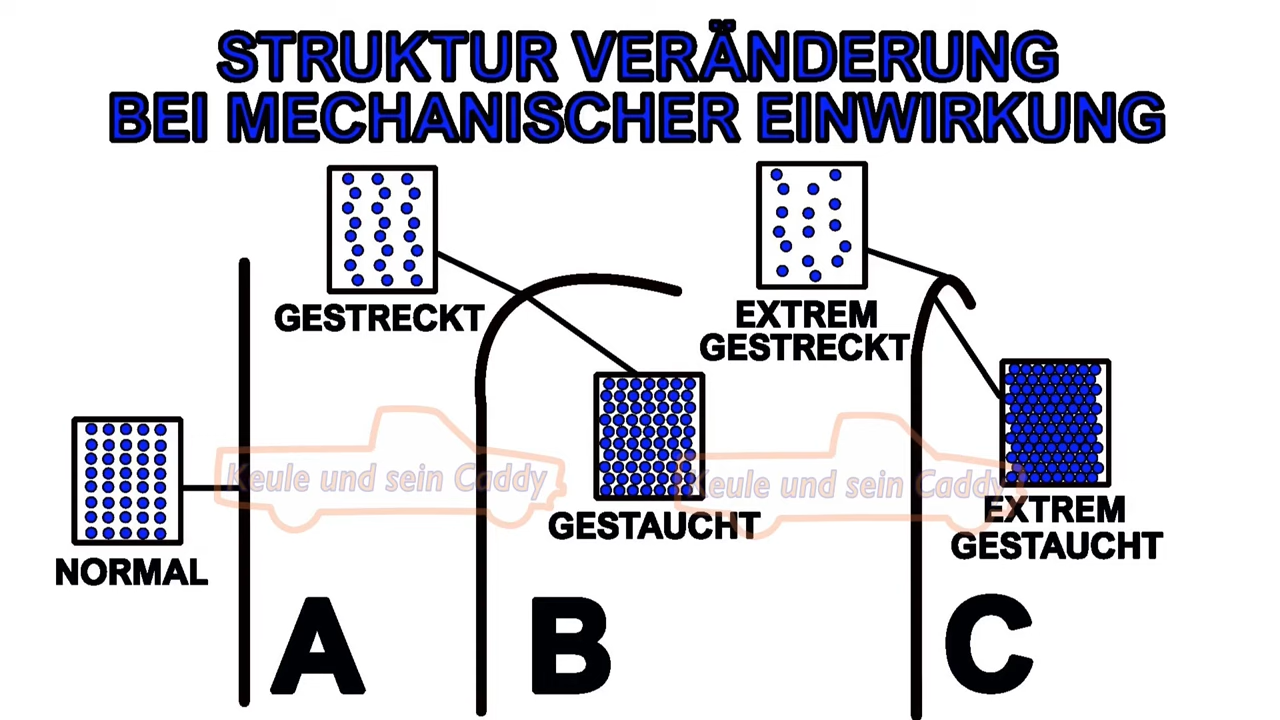 STRUKTUR VERÄNDERUNG
BEI MECHANISCHER EINWIRKUNG
GESTRECKT
EXTREM
GESTRECKT
Keule und sein Caddy
Keule und sein Caddy
GESTAUCHT
EXTREM
GESTAUCHT
NORMAL
A
B
C